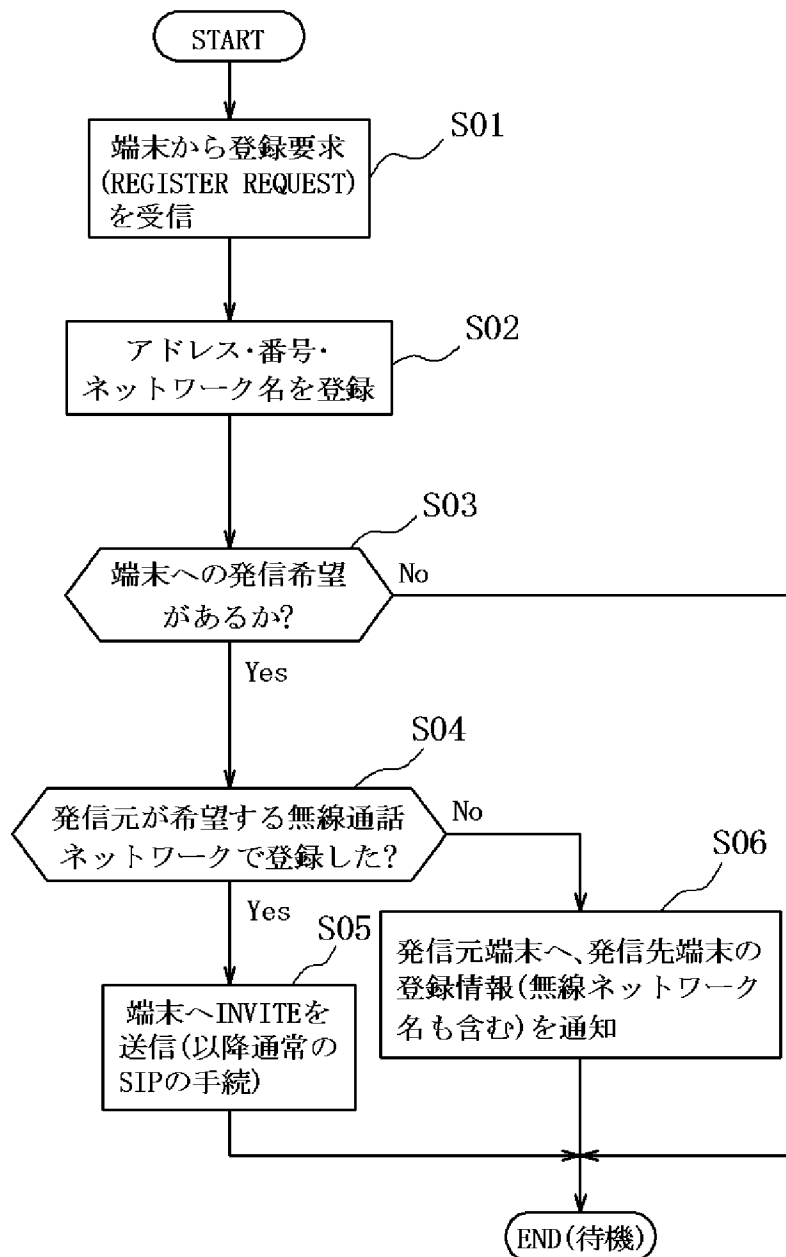 START
S01
端末から登録要求
(REGISTER REQUEST)
を受信
S02
アドレス・番号・
ネットワーク名を登録
S03
端末への発信希望
があるか?
No
Yes
S04
発信元が希望する無線通話
ネットワークで登録した?
No
Yes
S05
端末へINVITEを
送信(以降通常の
SIPの手続)
S06
発信元端末へ、発信先端末の
登録情報(無線ネットワーク
名も含む)を通知
END(待機)